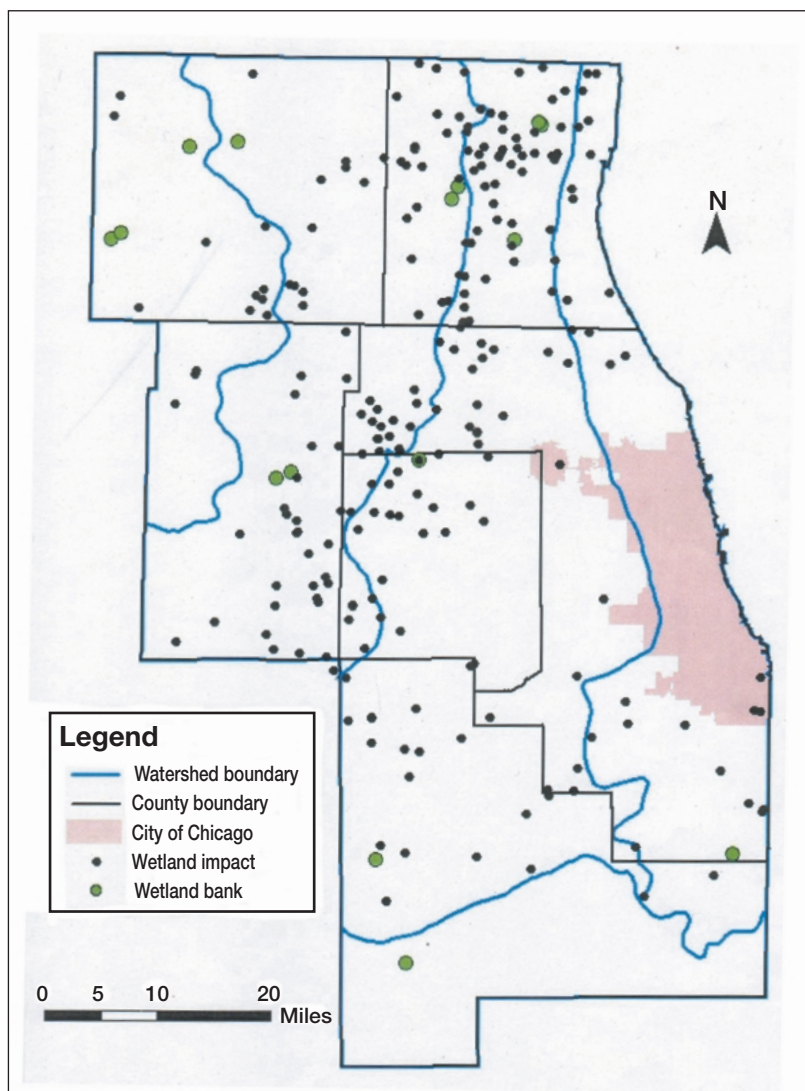 N
Legend
Watershed boundary
County boundary
City of Chicago
Wetland impact
Wetland bank
0 5 10 20
Miles